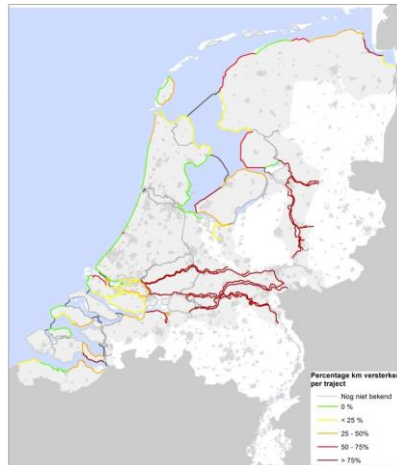 Percentage km versterken
per traject
Nog niet bekend
0 %
< 25 %
25 - 50%
50 - 75%
> 75%